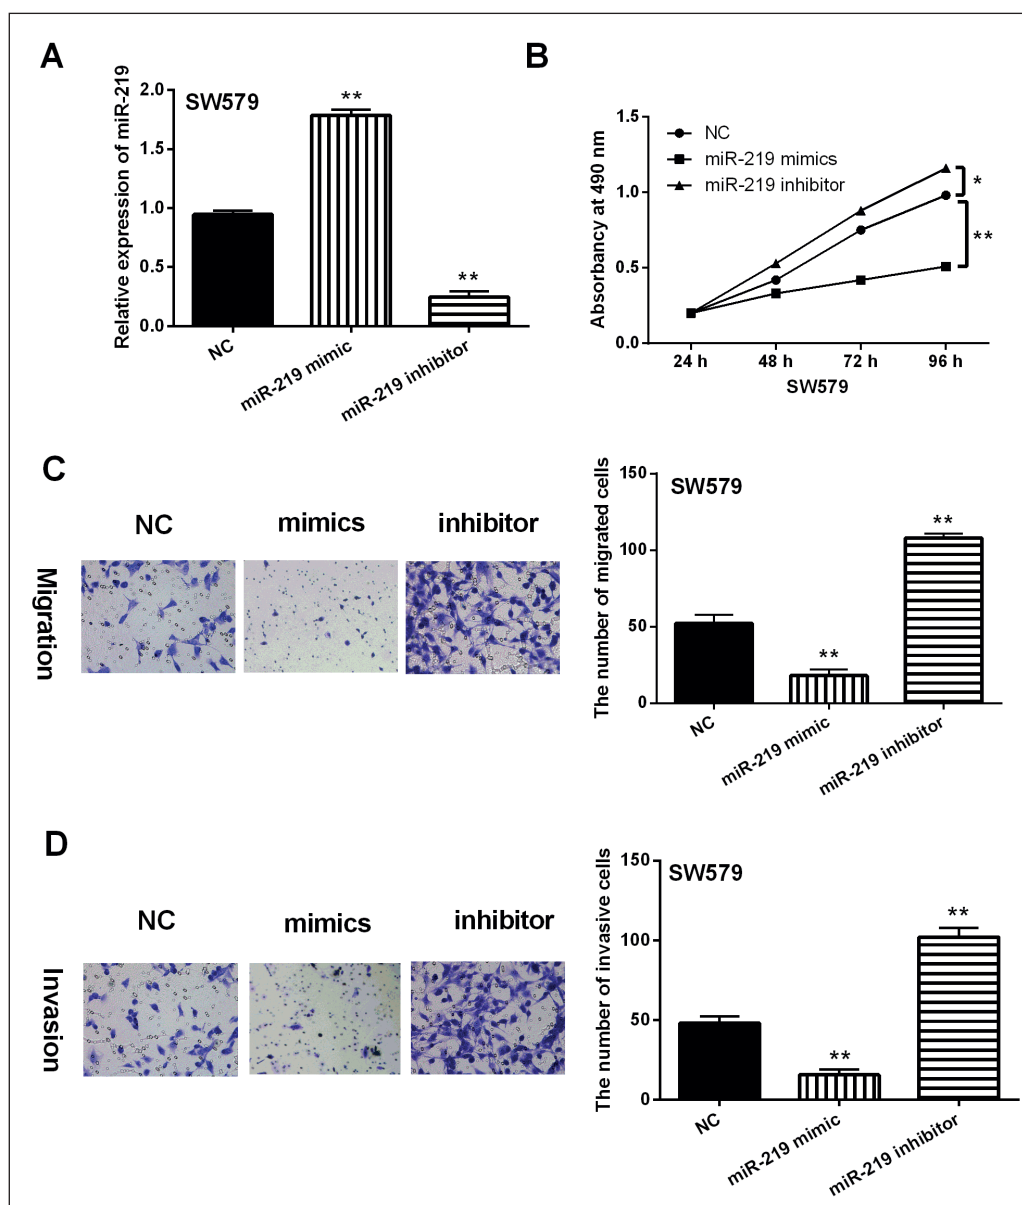 A
Relative expression of miR-219
2.0
1.5
1.0
0.5
0.0
SW579
**
**
NC
miR-219 mimic
miR-219 inhibitor
B
Absorbancy at 490 nm
1.5
1.0
0.5
0.0
NC
miR-219 mimics
miR-219 inhibitor
*
**
24 h 48 h 72 h 96 h
SW579
C
NC mimics inhibitor
Migration
The number of migrated cells
150
100
50
0
SW579
**
**
NC
miR-219 mimic
miR-219 inhibitor
D
NC mimics inhibitor
Invasion
The number of invasive cells
150
100
50
0
SW579
**
**
NC
miR-219 mimic
miR-219 inhibitor